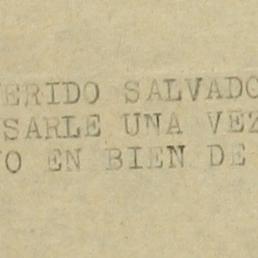 ERIDO SALVADO
SARLE UNA VEZ
O EN BIEN DE